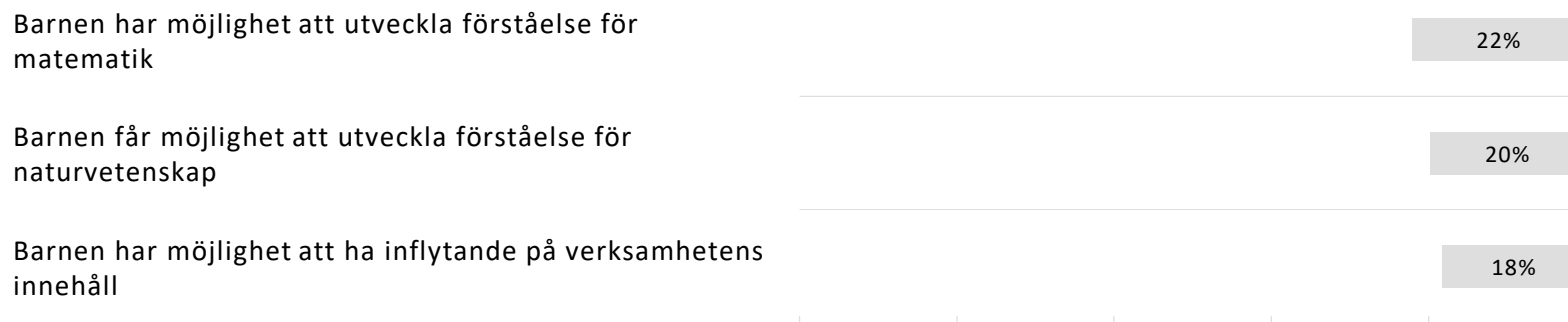 Barnen har möjlighet att utveckla förståelse för
matematik
22%
Barnen får möjlighet att utveckla förståelse för
naturvetenskap
20%
Barnen har möjlighet att ha inflytande på verksamhetens
innehåll
18%